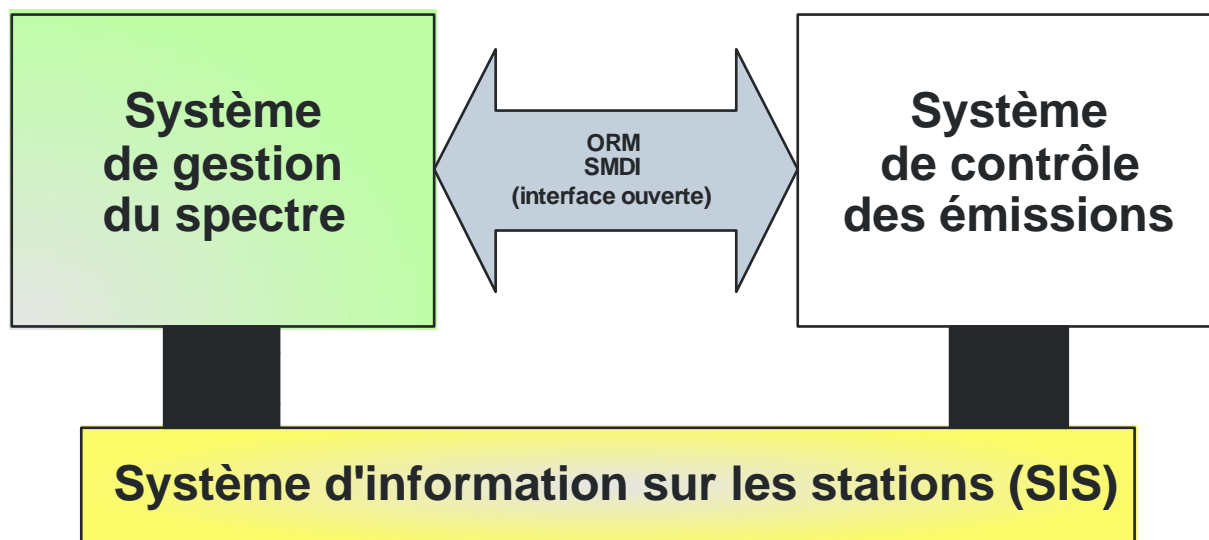 Système
de gestion
du spectre
ORM
SMDI
(interface ouverte)
Système
de contrôle
des émissions
Système d'information sur les stations (SIS)